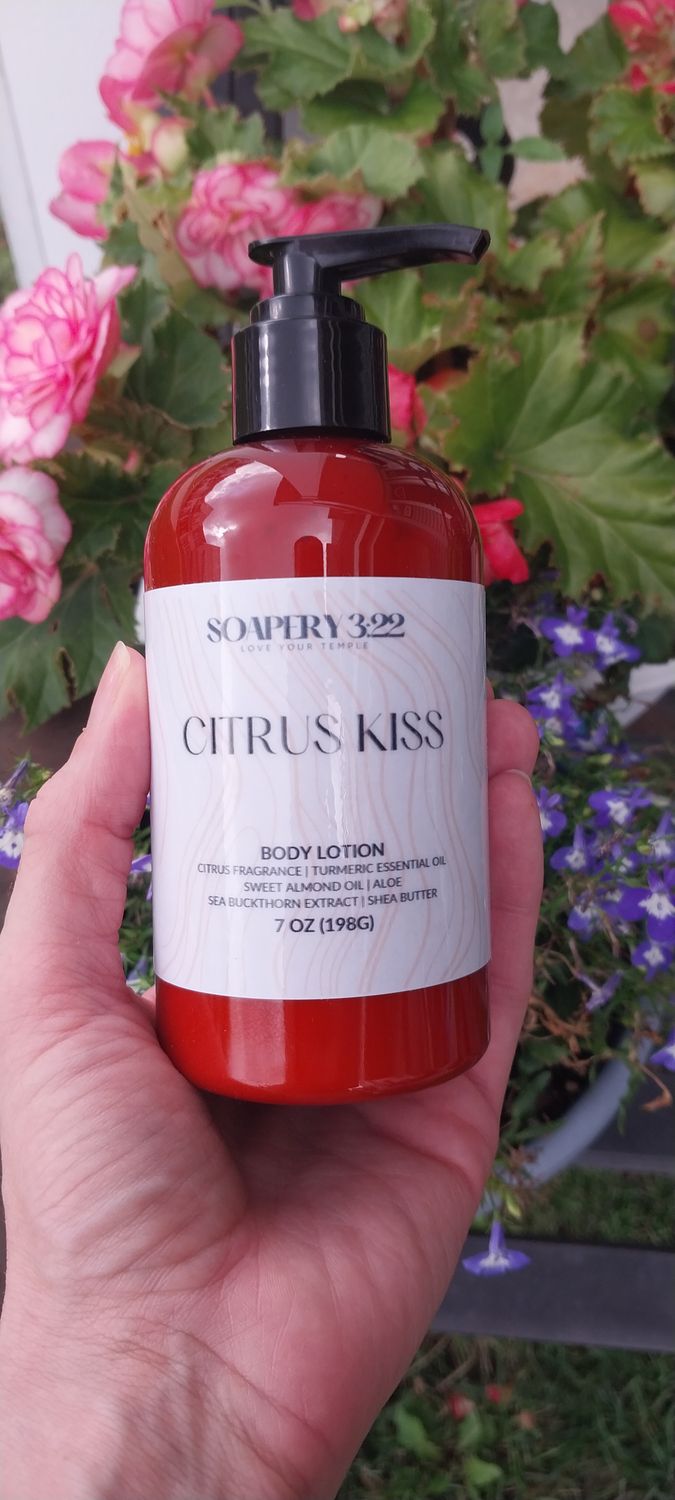 SOAPERY 3:22
LOVE YOUR TEMPLE
CITRUS KISS
BODY LOTION
CITRUS FRAGRANCE | TURMERIC ESSENTIAL OIL
SWEET ALMOND OIL | ALOE
SEA BUCKTHORN EXTRACT | SHEA BUTTER
7 OZ (198G)